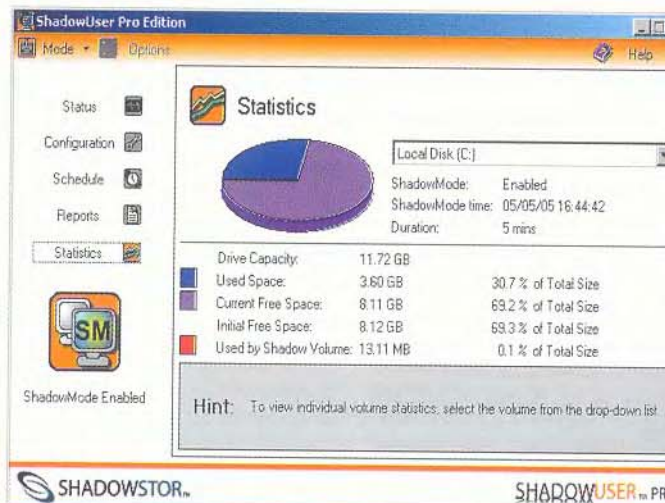 ShadowUser Pro Edition
Mode Options Help
Status
Configuration
Schedule
Reports
Statistics
SM
ShadowMode Enabled
Statistics
Local Disk (C:)
ShadowMode: Enabled
ShadowMode time: 05/05/05 16:44:42
Duration: 5 mins
Drive Capacity: 11.72 GB
Used Space: 3.60 GB 30.7 % of Total Size
Current Free Space: 8.11 GB 69.2 % of Total Size
Initial Free Space: 8.12 GB 69.3 % of Total Size
Used by Shadow Volume: 13.11 MB 0.1 % of Total Size
Hint: To view individual volume statistics, select the volume from the drop-down list.
SHADOWSTOR™
SHADOWUSER™ PR